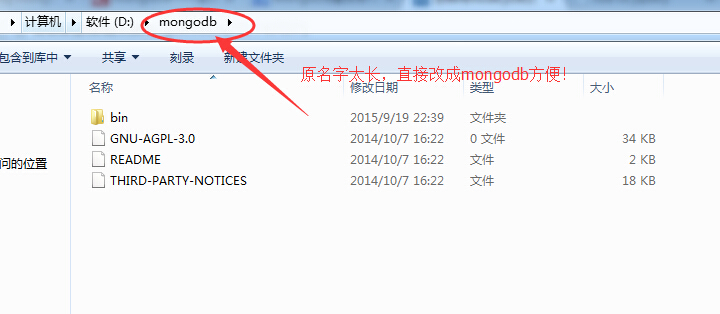 计算机 软件 (D:) mongodb
包含到库中 共享 刻录 新建文件夹
原名字太长，直接改成mongodb方便！
名称 修改日期 类型 大小
bin 2015/9/19 22:39 文件夹
GNU-AGPL-3.0 2014/10/7 16:22 0 文件 34 KB
README 2014/10/7 16:22 文件 2 KB
问的位置
THIRD-PARTY-NOTICES 2014/10/7 16:22 文件 18 KB